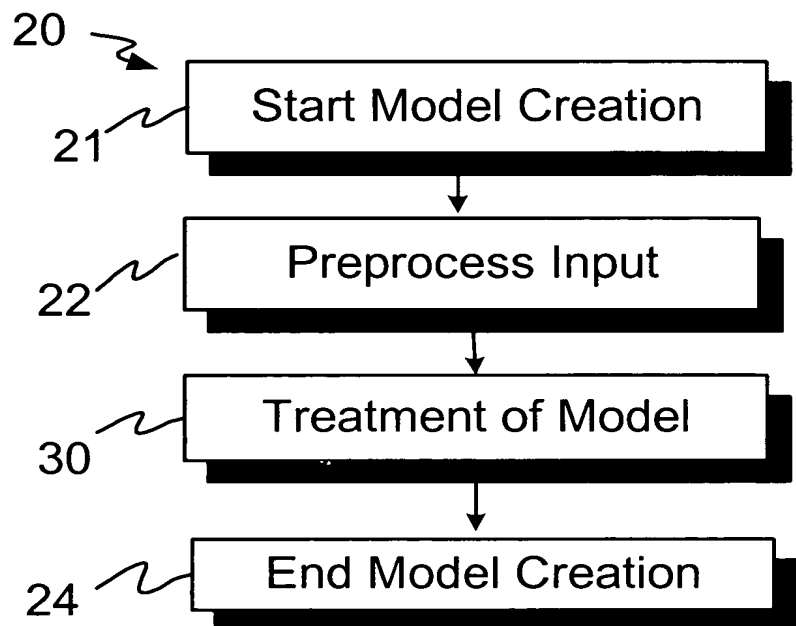 20
Start Model Creation
21
Preprocess Input
22
Treatment of Model
30
End Model Creation
24